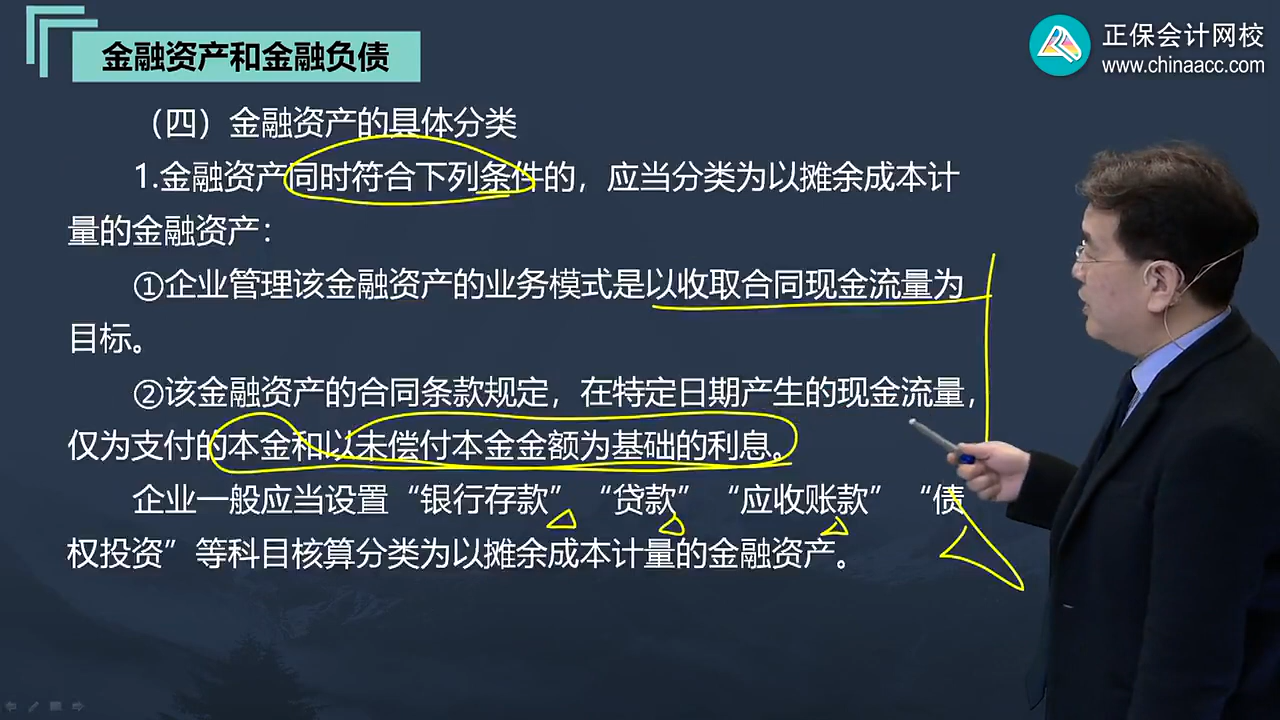 金融资产和金融负债
正保会计网校
www.chinaacc.com
（四）金融资产的具体分类
1.金融资产同时符合下列条件的，应当分类为以摊余成本计
量的金融资产：
①企业管理该金融资产的业务模式是以收取合同现金流量为
目标。
②该金融资产的合同条款规定，在特定日期产生的现金流量，
仅为支付的本金和以未偿付本金金额为基础的利息。
企业一般应当设置“银行存款”“贷款”“应收账款”“债
权投资”等科目核算分类为以摊余成本计量的金融资产。